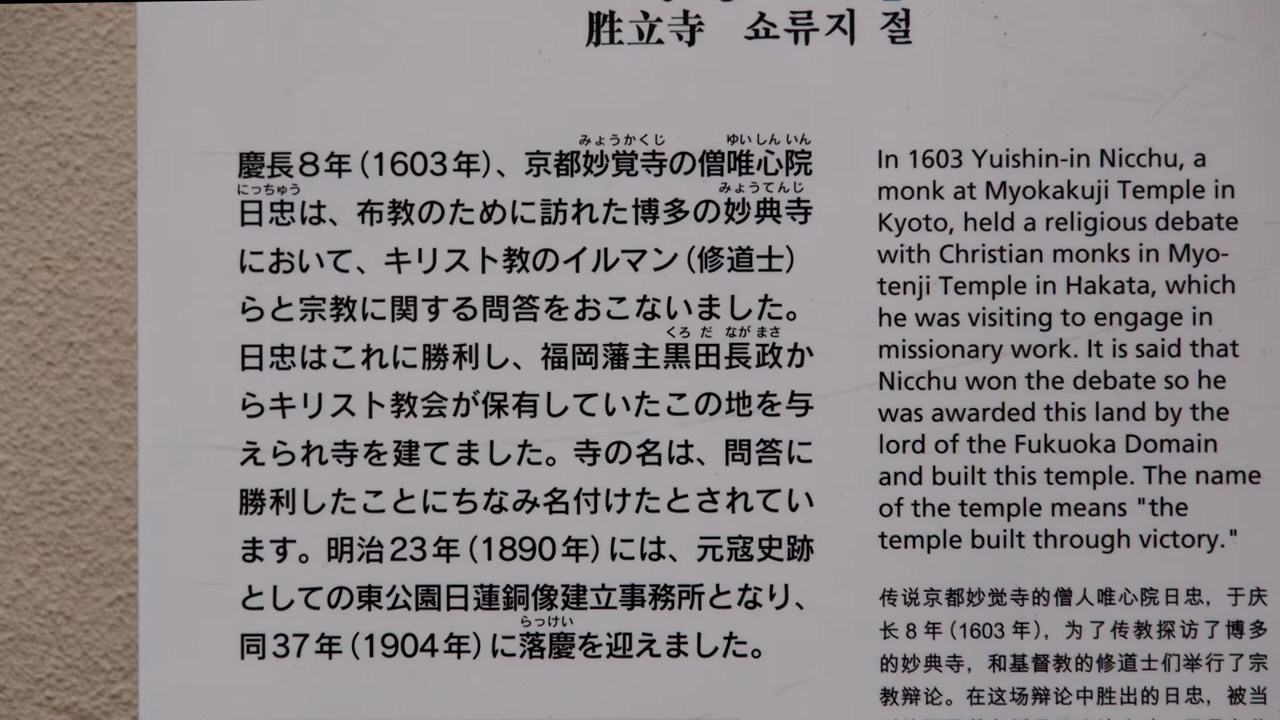 胜立寺 쇼류지 절
慶長8年(1603年)、京都妙覚寺の僧唯心院
日忠は、布教のために訪れた博多の妙典寺
において、キリスト教のイルマン(修道士)
らと宗教に関する問答をおこないました。
日忠はこれに勝利し、福岡藩主黒田長政か
らキリスト教会が保有していたこの地を与
えられ寺を建てました。寺の名は、問答に
勝利したことにちなみ名付けたとされてい
ます。明治23年(1890年)には、元寇史跡
としての東公園日蓮銅像建立事務所となり、
同37年(1904年)に落慶を迎えました。
みょうかくじ ゆいしんいん
にっちゅう みょうてんじ
くろ だ ながまさ
らっけい
In 1603 Yuishin-in Nicchu, a
monk at Myokakuji Temple in
Kyoto, held a religious debate
with Christian monks in Myo-
tenji Temple in Hakata, which
he was visiting to engage in
missionary work. It is said that
Nicchu won the debate so he
was awarded this land by the
lord of the Fukuoka Domain
and built this temple. The name
of the temple means "the
temple built through victory."
传说京都妙觉寺的僧人唯心院日忠，于庆
长8年(1603年)，为了传教探访了博多
的妙典寺，和基督教的修道士们举行了宗
教辩论。在这场辩论中胜出的日忠，被当